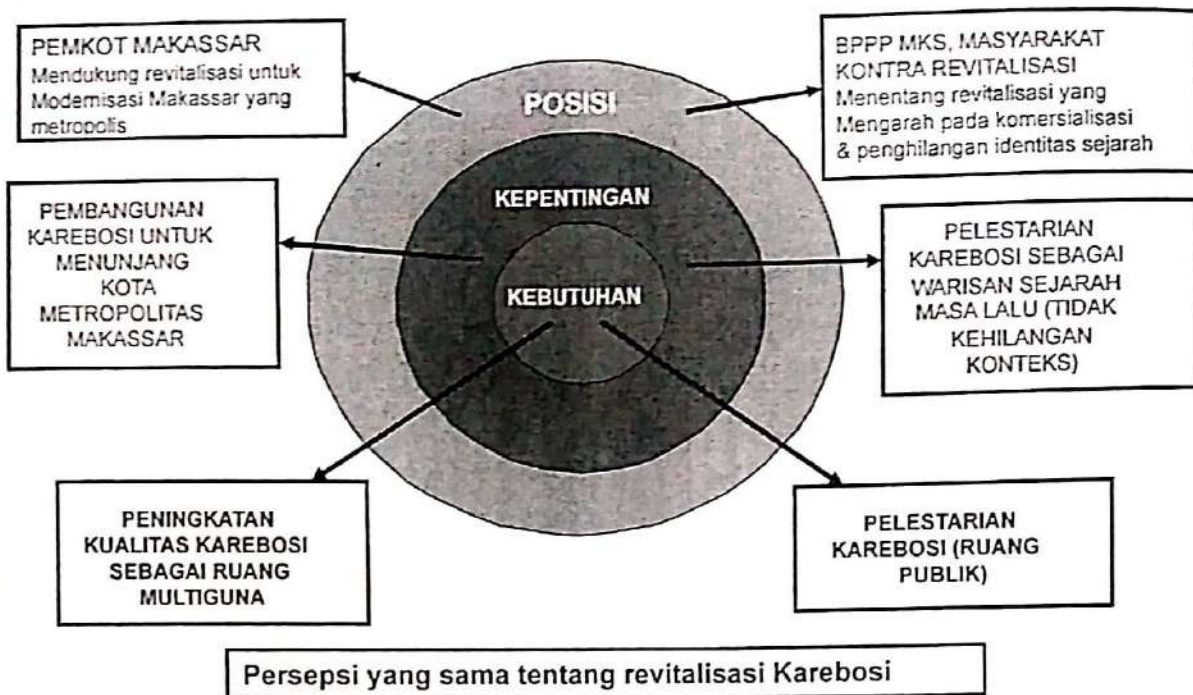 PEMKOT MAKASSAR
Mendukung revitalisasi untuk
Modernisasi Makassar yang
metropolis
BPPP MKS, MASYARAKAT
KONTRA REVITALISASI
Menentang revitalisasi yang
Mengarah pada komersialisasi
& penghilangan identitas sejarah
POSISI
KEPENTINGAN
KEBUTUHAN
PEMBANGUNAN
KAREBOSI UNTUK
MENUNJANG
KOTA
METROPOLITAS
MAKASSAR
PELESTARIAN
KAREBOSI SEBAGAI
WARISAN SEJARAH
MASA LALU (TIDAK
KEHILANGAN
KONTEKS)
PENINGKATAN
KUALITAS KAREBOSI
SEBAGAI RUANG
MULTIGUNA
PELESTARIAN
KAREBOSI (RUANG
PUBLIK)
Persepsi yang sama tentang revitalisasi Karebosi